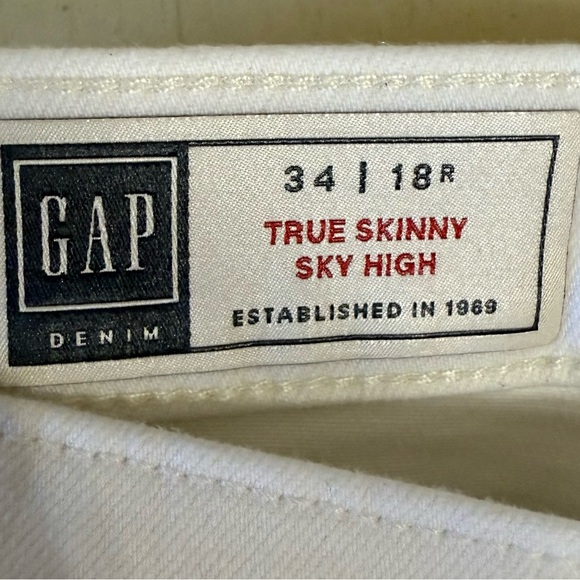 GAP
DENIM
34 | 18R
TRUE SKINNY
SKY HIGH
ESTABLISHED IN 1969